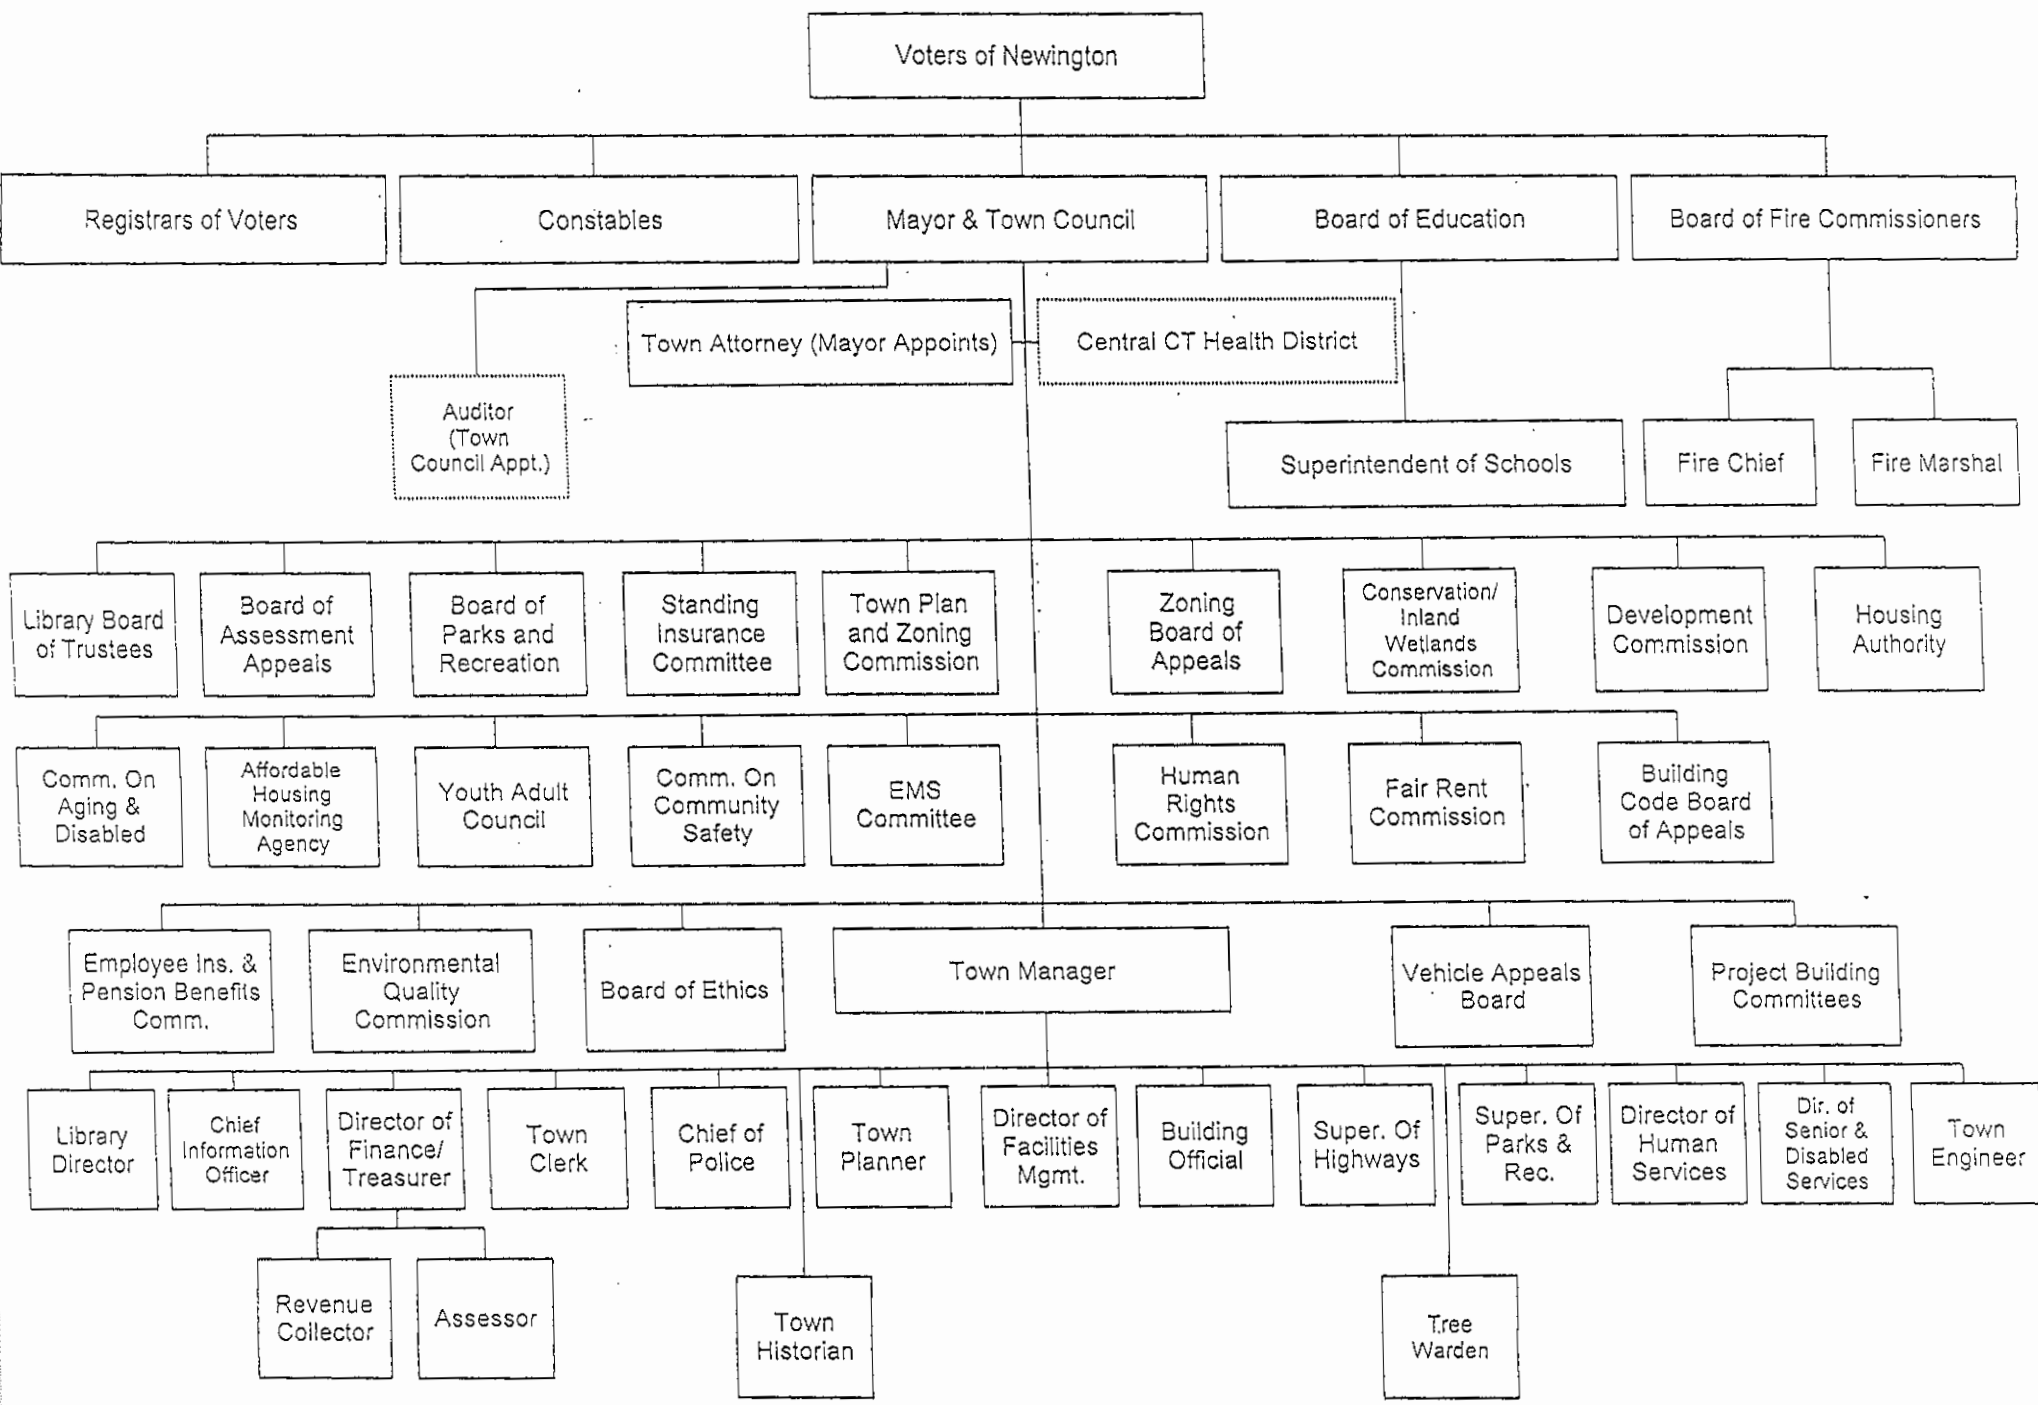 Voters of Newington
Registrars of Voters
Constables
Mayor & Town Council
Board of Education
Board of Fire Commissioners
Town Attorney (Mayor Appoints)
Central CT Health District
Auditor
(Town
Council Appt.)
Superintendent of Schools
Fire Chief
Fire Marshal
Library Board
of Trustees
Board of
Assessment
Appeals
Board of
Parks and
Recreation
Standing
Insurance
Committee
Town Plan
and Zoning
Commission
Zoning
Board of
Appeals
Conservation/
Inland
Wetlands
Commission
Development
Commission
Housing
Authority
Comm. On
Aging &
Disabled
Affordable
Housing
Monitoring
Agency
Youth Adult
Council
Comm. On
Community
Safety
EMS
Committee
Human
Rights
Commission
Fair Rent
Commission
Building
Code Board
of Appeals
Employee Ins. &
Pension Benefits
Comm.
Environmental
Quality
Commission
Board of Ethics
Town Manager
Vehicle Appeals
Board
Project Building
Committees
Library
Director
Chief
Information
Officer
Director of
Finance/
Treasurer
Town
Clerk
Chief of
Police
Town
Planner
Director of
Facilities
Mgmt.
Building
Official
Super. Of
Highways
Super. Of
Parks &
Rec.
Director of
Human
Services
Dir. of
Senior &
Disabled
Services
Town
Engineer
Revenue
Collector
Assessor
Town
Historian
Tree
Warden